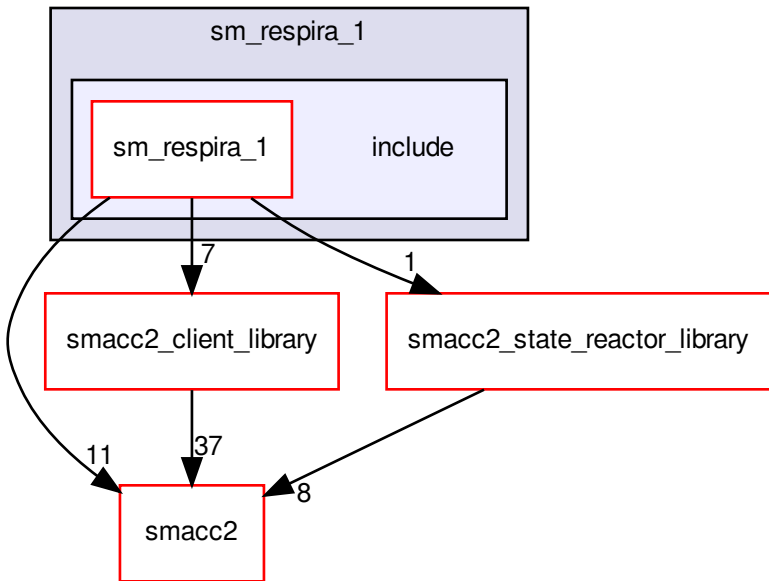 sm_respira_1
sm_respira_1
include
7
1
smacc2_client_library
smacc2_state_reactor_library
11
37
8
smacc2